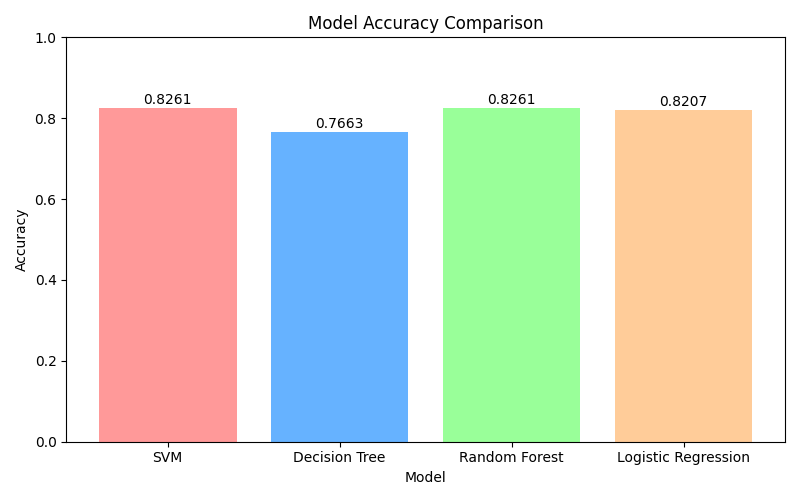 Model Accuracy Comparison
1.0
0.8
0.6
0.4
0.2
0.0
Accuracy
0.8261
0.7663
0.8261
0.8207
SVM
Decision Tree
Random Forest
Logistic Regression
Model